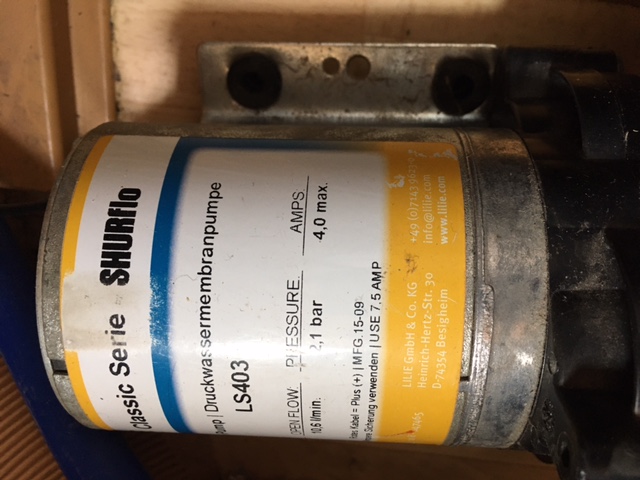 Classic Serie SHURflo
Druckwassermembranpumpe
LS403
OPEN FLOW: PRESSURE AMPS
10,6 l/min. 2,1 bar 4,0 max.
Kabel = Plus (+) | MFG.15-09
Sicherung verwenden | USE 7,5 AMP
LILIE GmbH & Co. KG
Heinrich-Hertz-Str. 30
D-74354 Besigheim
Info@lilie.com
www.lilie.com